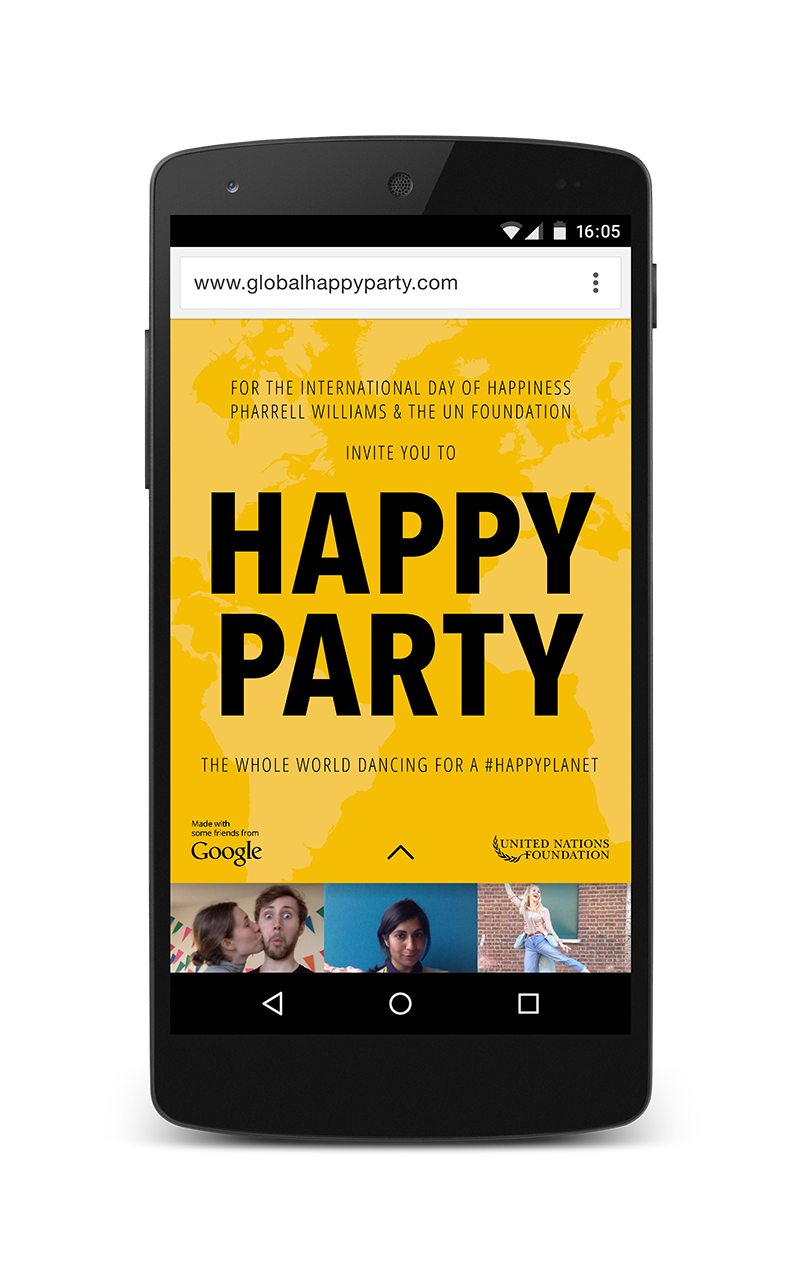 16:05
www.globalhappyparty.com
FOR THE INTERNATIONAL DAY OF HAPPINESS
PHARRELL WILLIAMS & THE UN FOUNDATION
INVITE YOU TO
HAPPY
PARTY
THE WHOLE WORLD DANCING FOR A #HAPPYPLANET
Made with
some friends from
Google
UNITED NATIONS
FOUNDATION